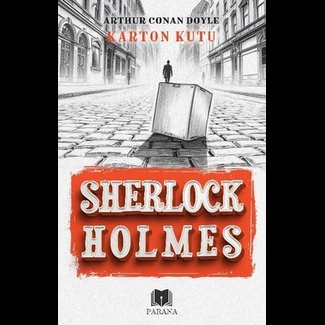 ARTHUR CONAN DOYLE
KARTON KUTU
SHERLOCK
HOLMES
PARANA